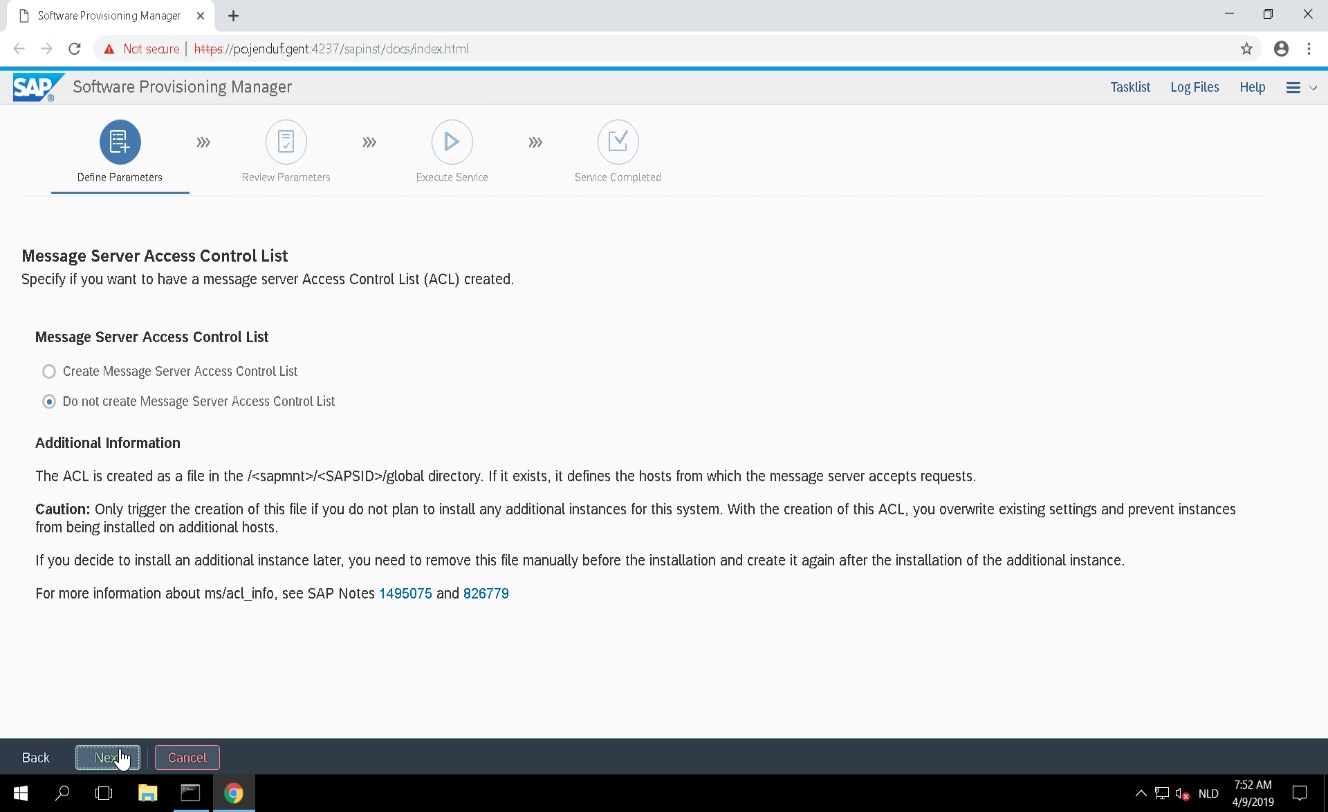 Software Provisioning Manager
Not secure | https://pojenduf.gent:4237/sapinst/docs/index.html
SAP Software Provisioning Manager
Tasklist Log Files Help
Define Parameters Review Parameters Execute Service Service Completed
Message Server Access Control List
Specify if you want to have a message server Access Control List (ACL) created.
Message Server Access Control List
Create Message Server Access Control List
Do not create Message Server Access Control List
Additional Information
The ACL is created as a file in the /<sapmnt>/<SAPSID>/global directory. If it exists, it defines the hosts from which the message server accepts requests.
Caution: Only trigger the creation of this file if you do not plan to install any additional instances for this system. With the creation of this ACL, you overwrite existing settings and prevent instances
from being installed on additional hosts.
If you decide to install an additional instance later, you need to remove this file manually before the installation and create it again after the installation of the additional instance.
For more information about ms/acl_info, see SAP Notes 1495075 and 826779
Back Next Cancel
NLD
7:52 AM
4/9/2019